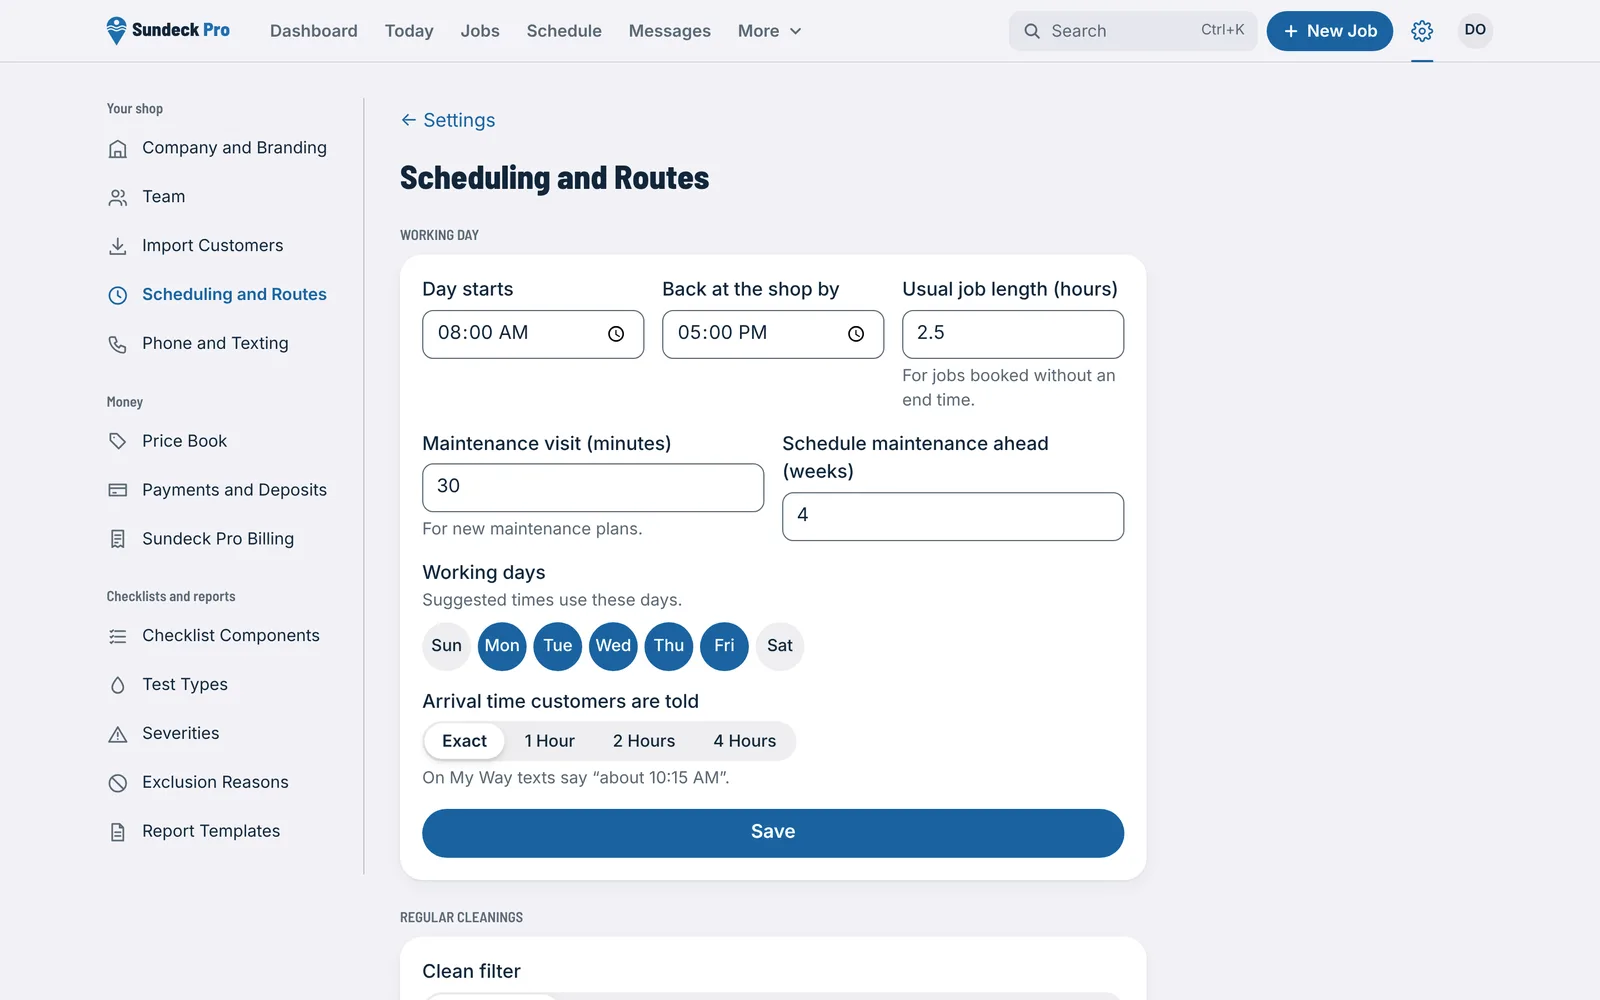 Sundeck Pro
Dashboard
Today
Jobs
Schedule
Messages
More
Search
Ctrl+K
+ New Job
DO
Your shop
Company and Branding
Team
Import Customers
Scheduling and Routes
Phone and Texting
Money
Price Book
Payments and Deposits
Sundeck Pro Billing
Checklists and reports
Checklist Components
Test Types
Severities
Exclusion Reasons
Report Templates
← Settings
Scheduling and Routes
WORKING DAY
Day starts
08:00 AM
Back at the shop by
05:00 PM
Usual job length (hours)
2.5
For jobs booked without an
end time.
Maintenance visit (minutes)
30
For new maintenance plans.
Schedule maintenance ahead
(weeks)
4
Working days
Suggested times use these days.
Sun Mon Tue Wed Thu Fri Sat
Arrival time customers are told
Exact 1 Hour 2 Hours 4 Hours
On My Way texts say “about 10:15 AM”.
Save
REGULAR CLEANINGS
Clean filter